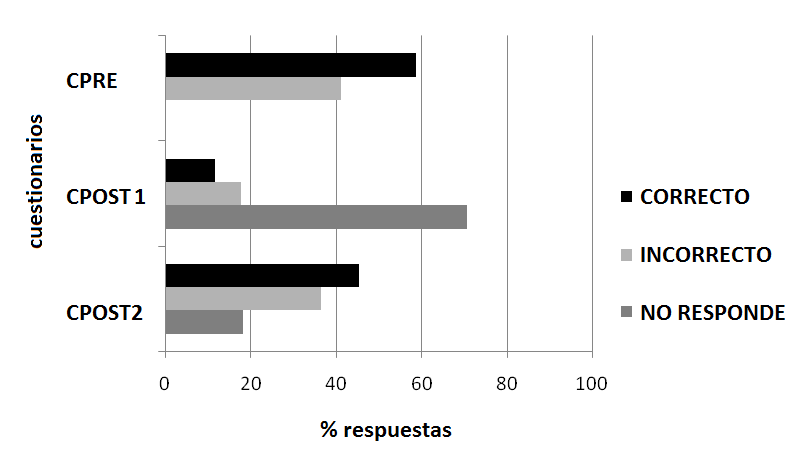 cuestionarios
CPRE
CPOST 1
CPOST2
0 20 40 60 80 100
% respuestas
CORRECTO
INCORRECTO
NO RESPONDE